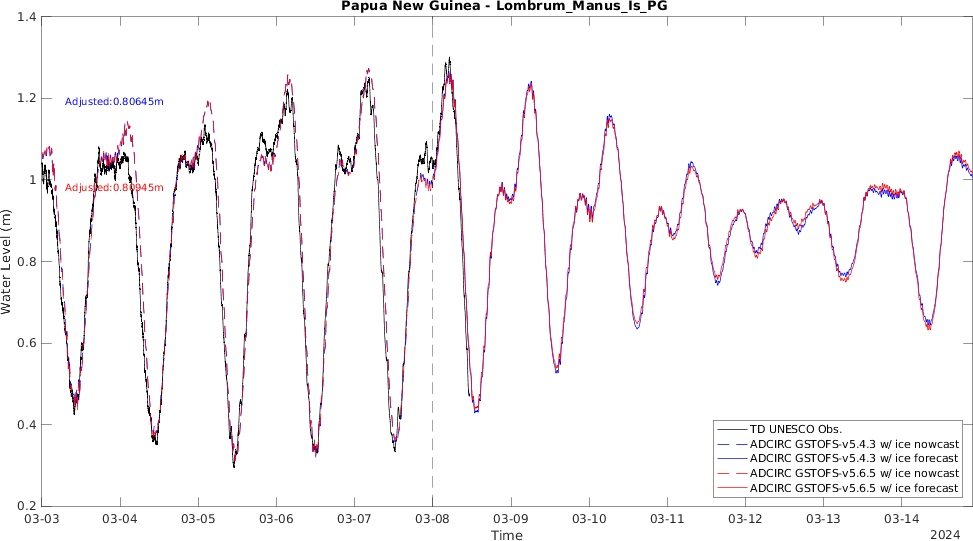 Papua New Guinea - Lombrum_Manus_Is_PG
1.4
1.2
1
0.8
0.6
0.4
0.2
Water Level (m)
Adjusted:0.80645m
Adjusted:0.80945m
TD UNESCO Obs.
ADCIRC GSTOFS-v5.4.3 w/ ice nowcast
ADCIRC GSTOFS-v5.4.3 w/ ice forecast
ADCIRC GSTOFS-v5.6.5 w/ ice nowcast
ADCIRC GSTOFS-v5.6.5 w/ ice forecast
03-03 03-04 03-05 03-06 03-07 03-08 03-09 03-10 03-11 03-12 03-13 03-14
Time
2024